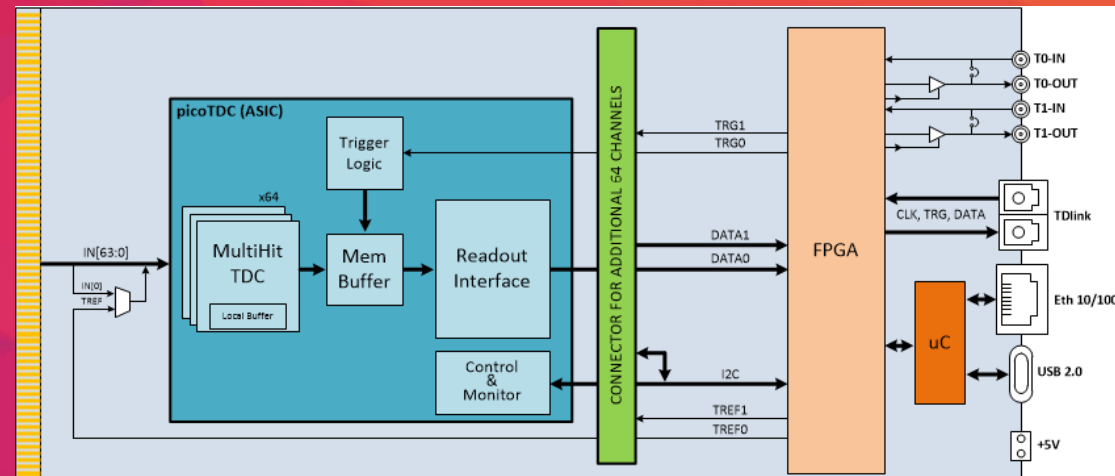 picoTDC (ASIC)
Trigger
Logic
x64
MultiHit
TDC
Local Buffer
Mem
Buffer
Readout
Interface
Control
&
Monitor
IN[63:0]
IN[0]
TREF
CONNECTOR FOR ADDITIONAL 64 CHANNELS
TRG1
TRG0
DATA1
DATA0
I2C
TREF1
TREF0
FPGA
T0-IN
T0-OUT
T1-IN
T1-OUT
CLK, TRG, DATA
TDlink
uC
Eth 10/100
USB 2.0
+5V